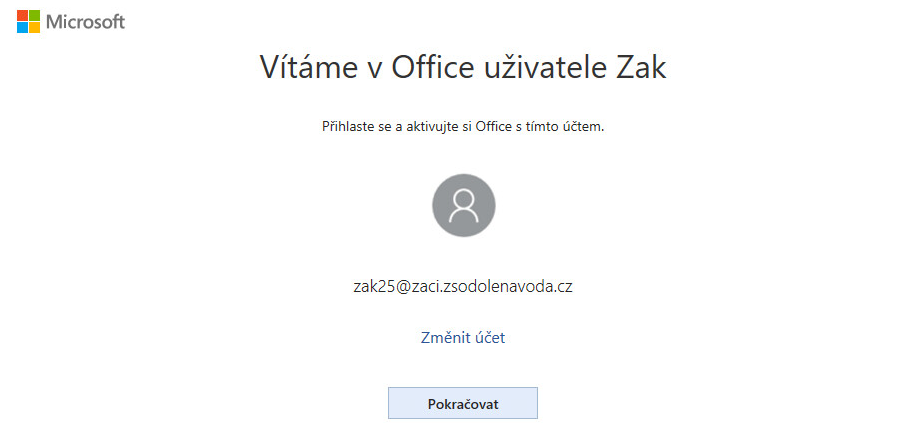 Microsoft
Vítáme v Office uživatele Zak
Přihlaste se a aktivujte si Office s tímto účtem.
zak25@zaci.zsodolenavoda.cz
Změnit účet
Pokračovat